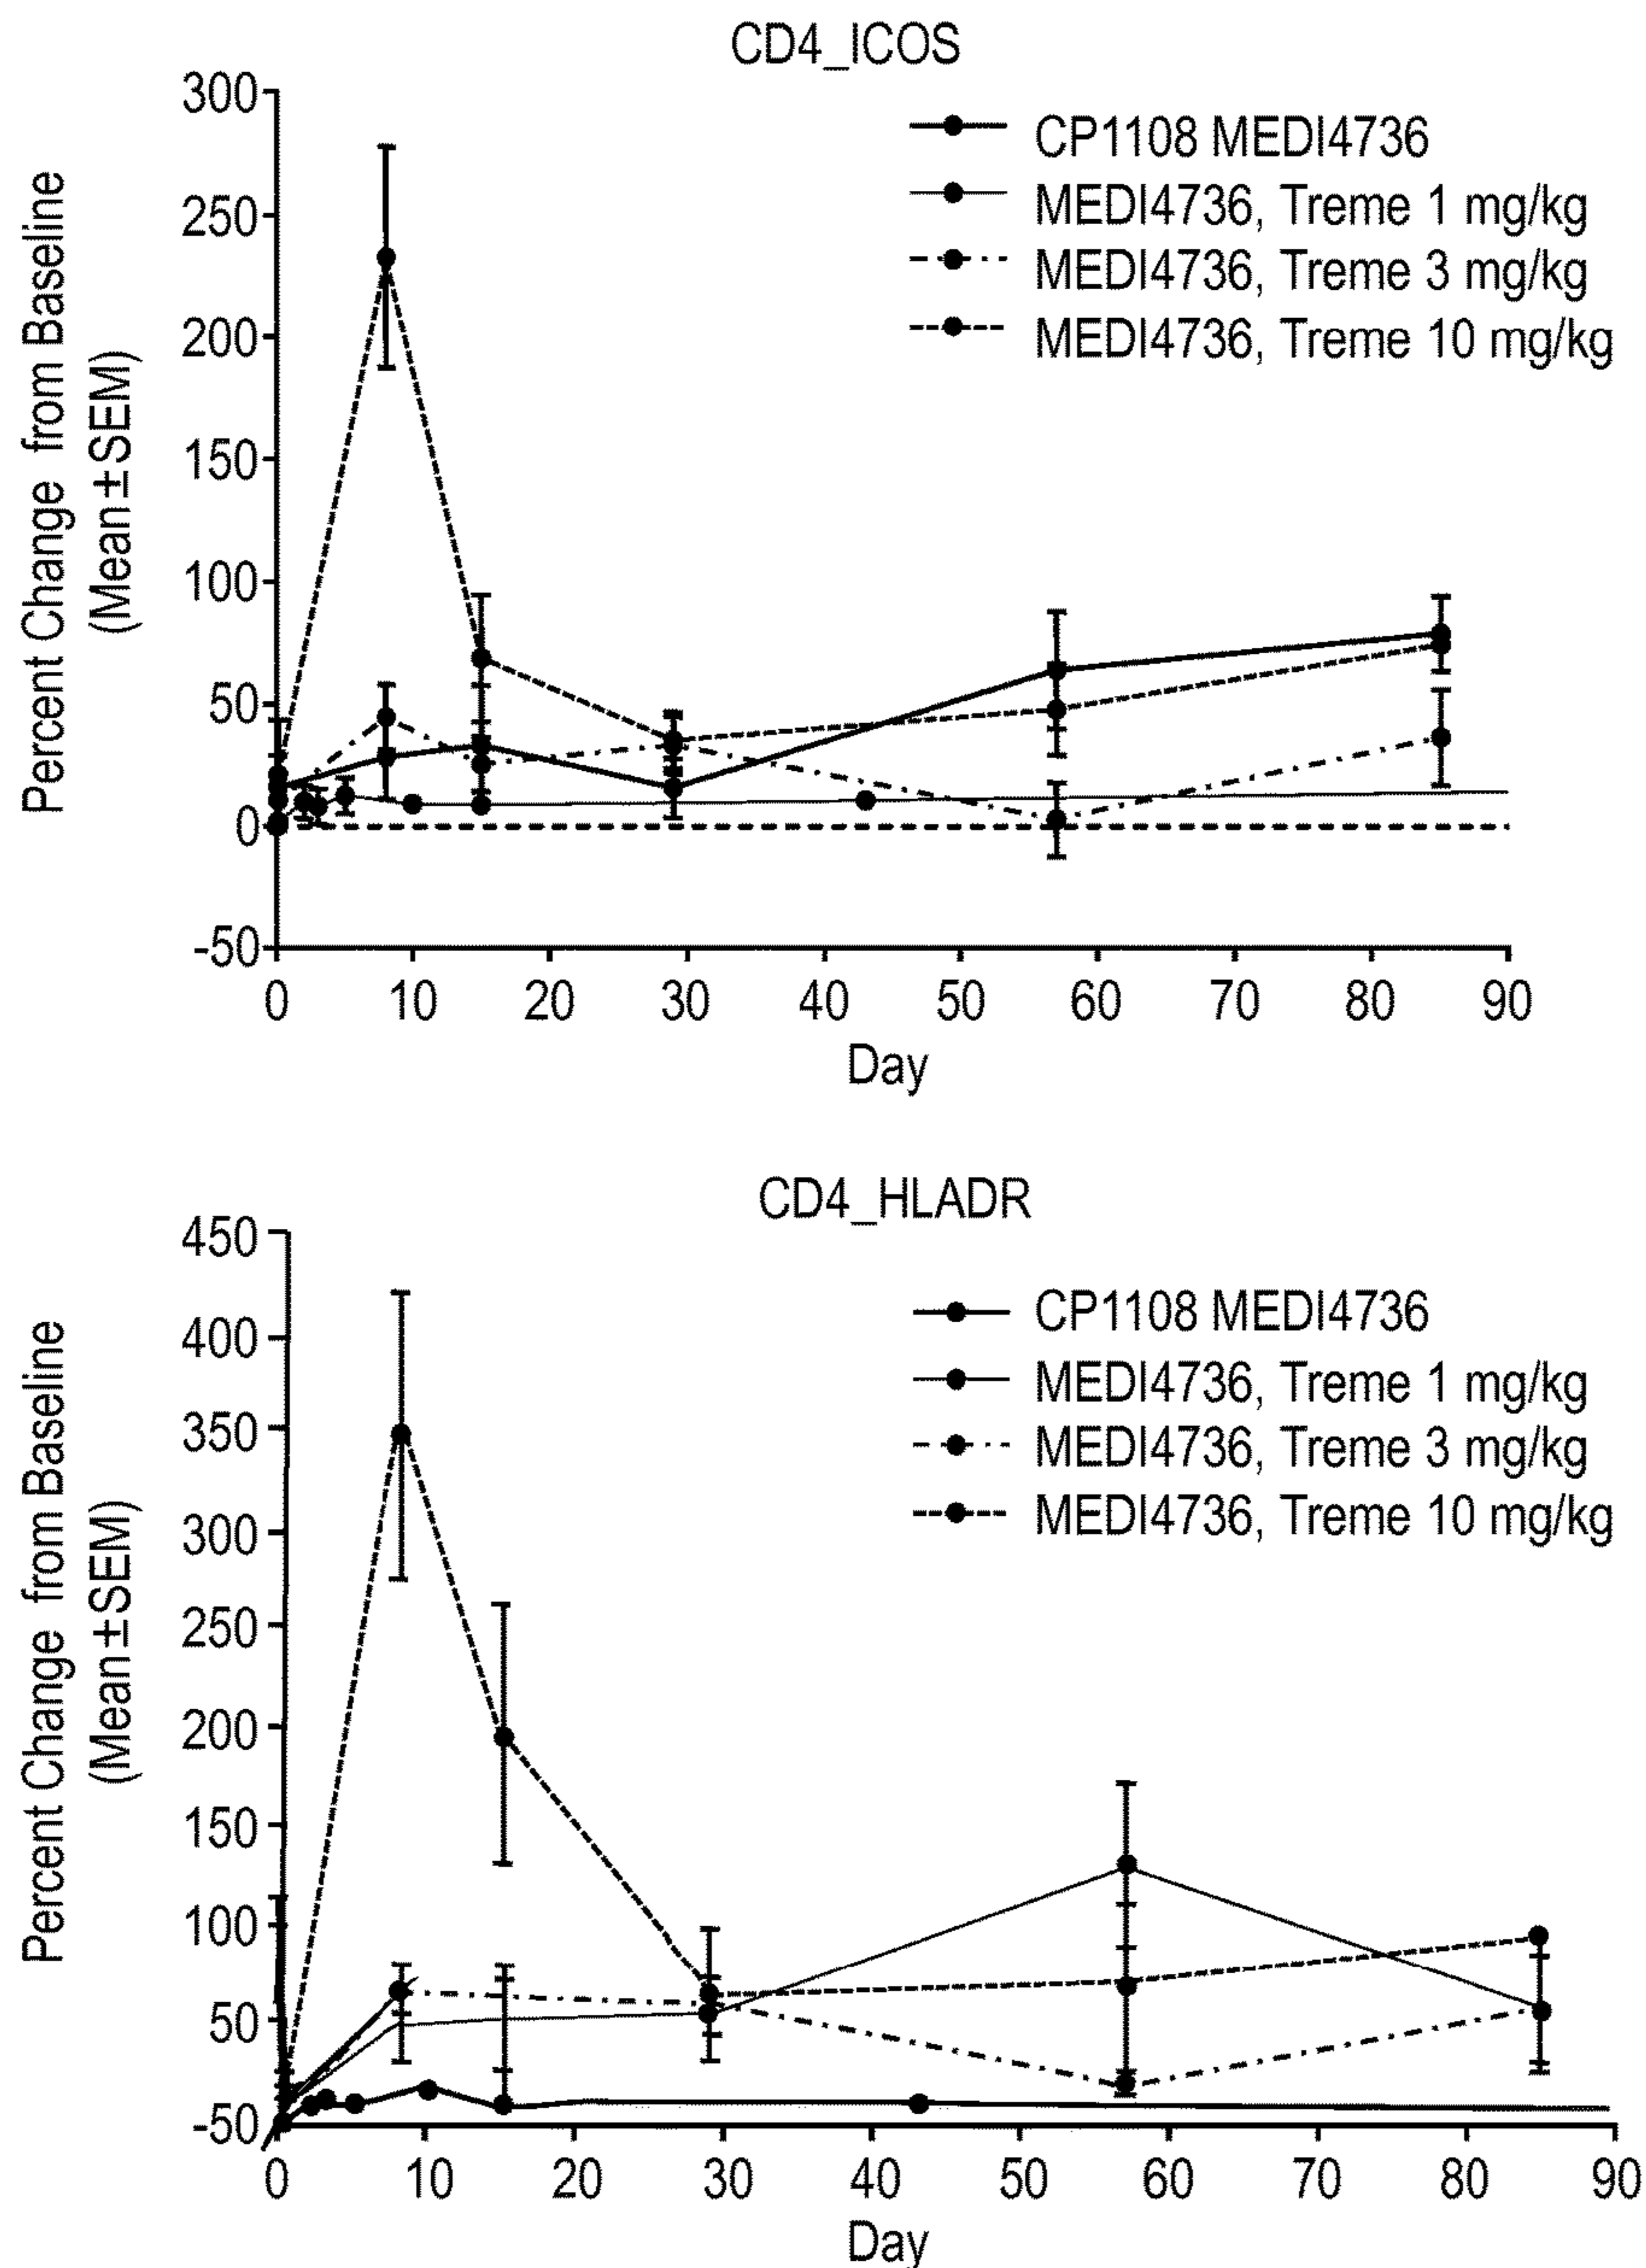 CD4_ICOS
Percent Change from Baseline
(Mean ±SEM)
300
250
200
150
100
50
0
-50
CP1108 MEDI4736
MEDI4736, Treme 1 mg/kg
MEDI4736, Treme 3 mg/kg
MEDI4736, Treme 10 mg/kg
0 10 20 30 40 50 60 70 80 90
Day
CD4_HLADR
Percent Change from Baseline
(Mean ±SEM)
450
400
350
300
250
200
150
100
50
-50
CP1108 MEDI4736
MEDI4736, Treme 1 mg/kg
MEDI4736, Treme 3 mg/kg
MEDI4736, Treme 10 mg/kg
0 10 20 30 40 50 60 70 80 90
Day